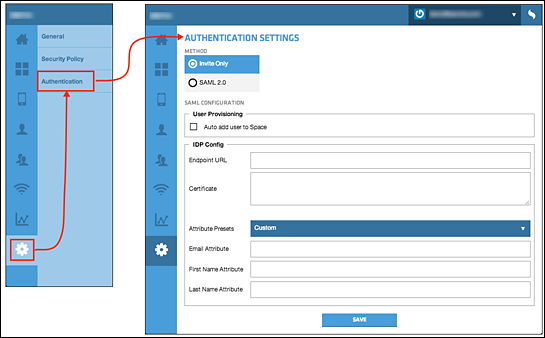 General
Security Policy
Authentication
AUTHENTICATION SETTINGS
METHOD
Invite Only
SAML 2.0
SAML CONFIGURATION
User Provisioning
Auto add user to Space
IDP Config
Endpoint URL
Certificate
Attribute Presets Custom
Email Attribute
First Name Attribute
Last Name Attribute
SAVE